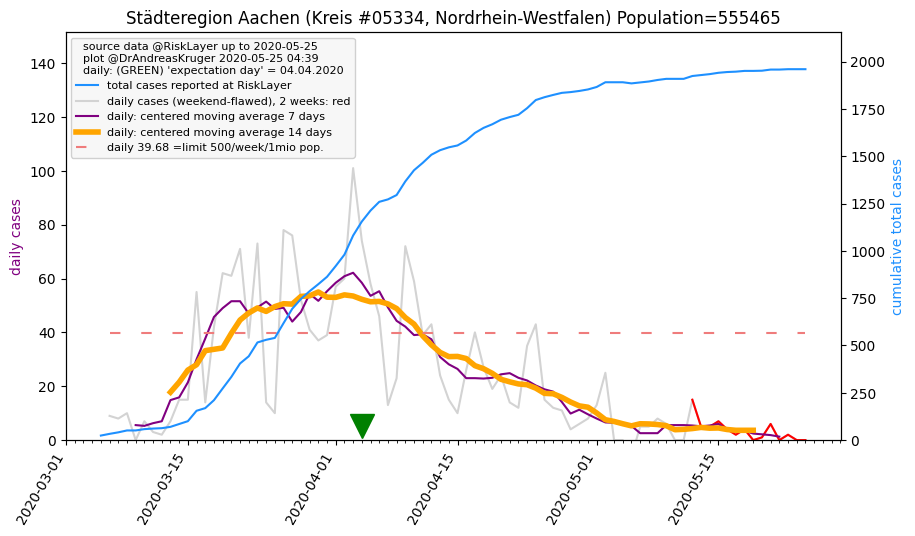 Städteregion Aachen (Kreis #05334, Nordrhein-Westfalen) Population=555465
source data @RiskLayer up to 2020-05-25
plot @DrAndreasKruger 2020-05-25 04:39
daily: (GREEN) 'expectation day' = 04.04.2020
total cases reported at RiskLayer
daily cases (weekend-flawed), 2 weeks: red
daily: centered moving average 7 days
daily: centered moving average 14 days
daily 39.68 =limit 500/week/1mio pop.
daily cases
140
120
100
80
60
40
20
0
cumulative total cases
2000
1750
1500
1250
1000
750
500
250
0
2020-03-01
2020-03-15
2020-04-01
2020-04-15
2020-05-01
2020-05-15